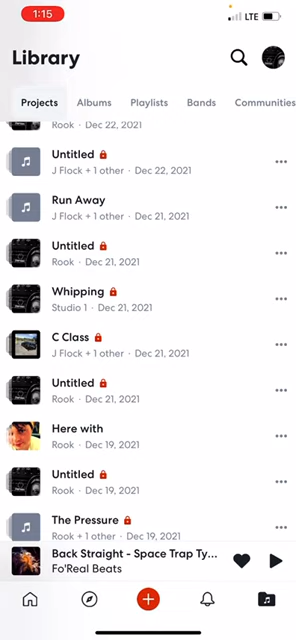 1:15
LTE
Library
Projects
Albums
Playlists
Bands
Communities
Rook · Dec 22, 2021
Untitled
J Flock + 1 other · Dec 22, 2021
Run Away
J Flock + 1 other · Dec 21, 2021
Untitled
Rook · Dec 21, 2021
Whipping
Studio 1 · Dec 21, 2021
C Class
J Flock + 1 other · Dec 21, 2021
Untitled
Rook · Dec 21, 2021
Here with
Rook · Dec 19, 2021
Untitled
Rook · Dec 19, 2021
The Pressure
Rook + 1 other · Dec 19, 2021
Back Straight - Space Trap Ty...
Fo'Real Beats